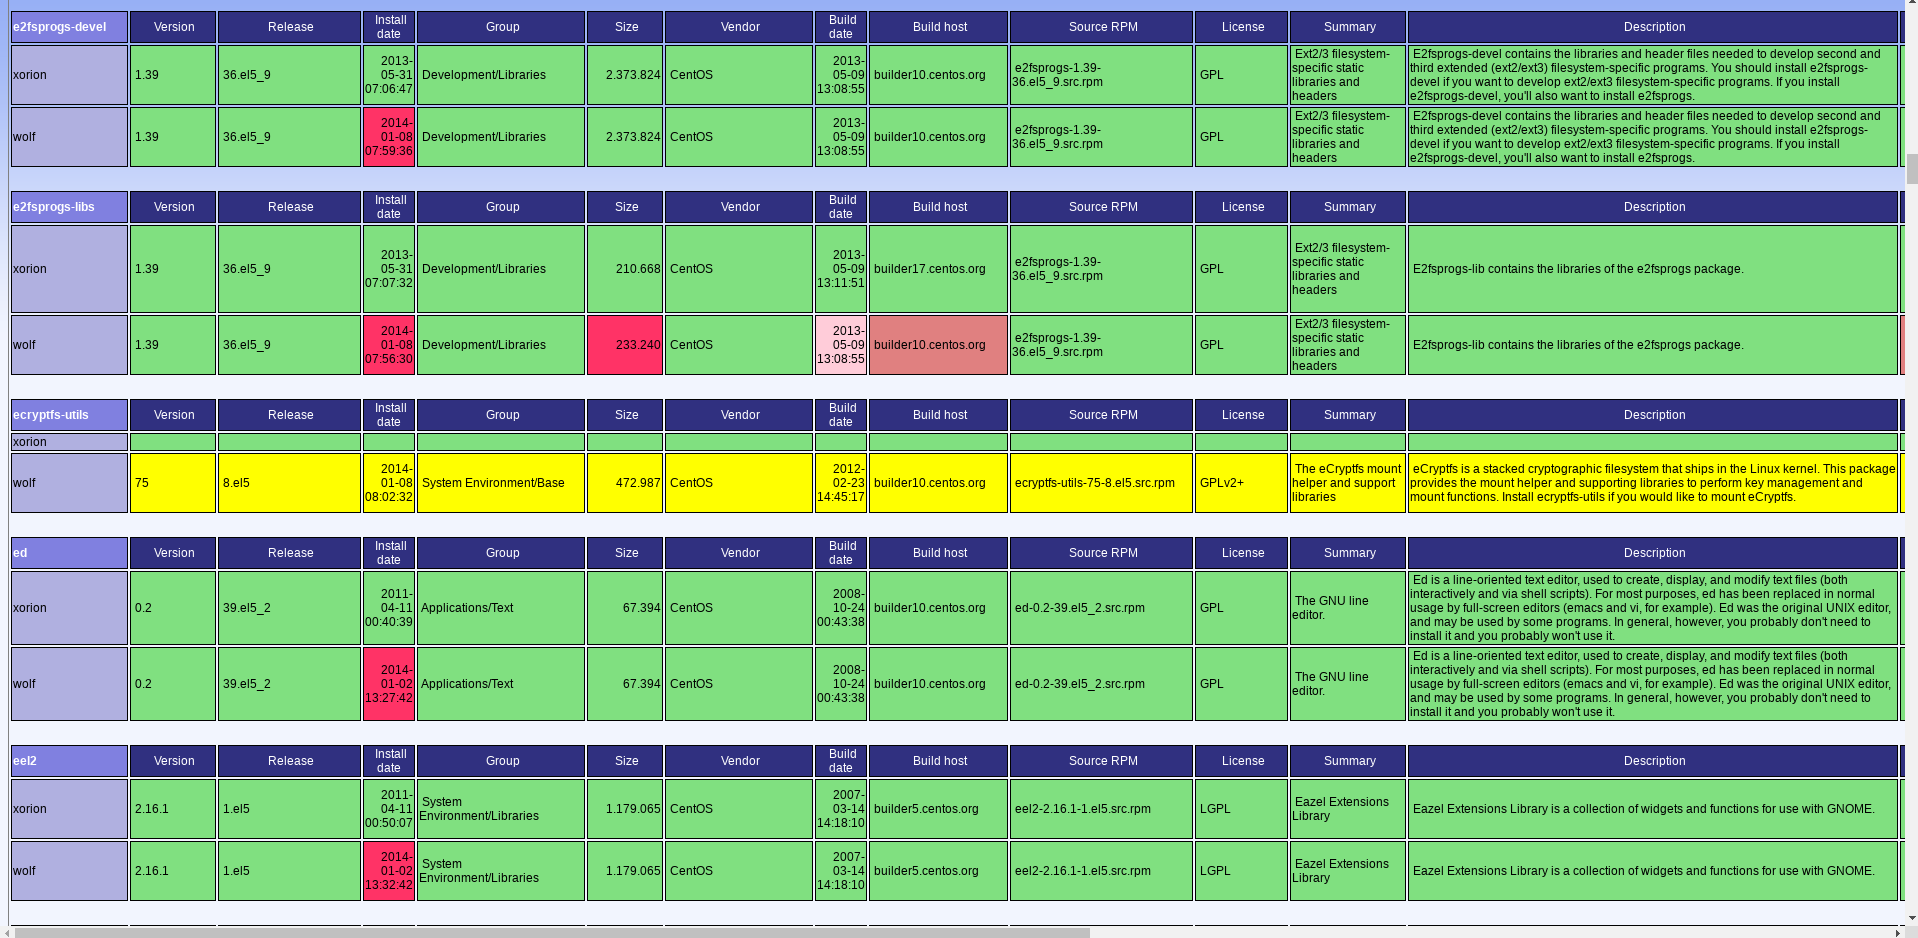 e2fsprogs-devel Version Release Install date Group Size Vendor Build date Build host Source RPM License Summary Description
xorion 1.39 36.el5_9 2013-05-31 07:06:47 Development/Libraries 2.373.824 CentOS 2013-05-09 13:08:55 builder10.centos.org e2fsprogs-1.39-36.el5_9.src.rpm GPL Ext2/3 filesystem-specific static libraries and headers E2fsprogs-devel contains the libraries and header files needed to develop second and third extended (ext2/ext3) filesystem-specific programs. You should install e2fsprogs-devel if you want to develop ext2/ext3 filesystem-specific programs. If you install e2fsprogs-devel, you'll also want to install e2fsprogs.
wolf 1.39 36.el5_9 2014-01-08 07:59:36 Development/Libraries 2.373.824 CentOS 2013-05-09 13:08:55 builder10.centos.org e2fsprogs-1.39-36.el5_9.src.rpm GPL Ext2/3 filesystem-specific static libraries and headers E2fsprogs-devel contains the libraries and header files needed to develop second and third extended (ext2/ext3) filesystem-specific programs. You should install e2fsprogs-devel if you want to develop ext2/ext3 filesystem-specific programs. If you install e2fsprogs-devel, you'll also want to install e2fsprogs.
e2fsprogs-libs Version Release Install date Group Size Vendor Build date Build host Source RPM License Summary Description
xorion 1.39 36.el5_9 2013-05-31 07:07:32 Development/Libraries 210.668 CentOS 2013-05-09 13:11:51 builder17.centos.org e2fsprogs-1.39-36.el5_9.src.rpm GPL Ext2/3 filesystem-specific static libraries and headers E2fsprogs-lib contains the libraries of the e2fsprogs package.
wolf 1.39 36.el5_9 2014-01-08 07:56:30 Development/Libraries 233.240 CentOS 2013-05-09 13:08:55 builder10.centos.org e2fsprogs-1.39-36.el5_9.src.rpm GPL Ext2/3 filesystem-specific static libraries and headers E2fsprogs-lib contains the libraries of the e2fsprogs package.
ecryptfs-utils Version Release Install date Group Size Vendor Build date Build host Source RPM License Summary Description
xorion
wolf 75 8.el5 2014-01-08 08:02:32 System Environment/Base 472.987 CentOS 2012-02-23 14:45:17 builder10.centos.org ecryptfs-utils-75-8.el5.src.rpm GPLv2+ The eCryptfs mount helper and support libraries eCryptfs is a stacked cryptographic filesystem that ships in the Linux kernel. This package provides the mount helper and supporting libraries to perform key management and mount functions. Install ecryptfs-utils if you would like to mount eCryptfs.
ed Version Release Install date Group Size Vendor Build date Build host Source RPM License Summary Description
xorion 0.2 39.el5_2 2011-04-11 00:40:39 Applications/Text 67.394 CentOS 2008-10-24 00:43:38 builder10.centos.org ed-0.2-39.el5_2.src.rpm GPL The GNU line editor. Ed is a line-oriented text editor, used to create, display, and modify text files (both interactively and via shell scripts). For most purposes, ed has been replaced in normal usage by full-screen editors (emacs and vi, for example). Ed was the original UNIX editor, and may be used by some programs. In general, however, you probably don't need to install it and you probably won't use it.
wolf 0.2 39.el5_2 2014-01-02 13:27:42 Applications/Text 67.394 CentOS 2008-10-24 00:43:38 builder10.centos.org ed-0.2-39.el5_2.src.rpm GPL The GNU line editor. Ed is a line-oriented text editor, used to create, display, and modify text files (both interactively and via shell scripts). For most purposes, ed has been replaced in normal usage by full-screen editors (emacs and vi, for example). Ed was the original UNIX editor, and may be used by some programs. In general, however, you probably don't need to install it and you probably won't use it.
eel2 Version Release Install date Group Size Vendor Build date Build host Source RPM License Summary Description
xorion 2.16.1 1.el5 2011-04-11 00:50:07 System Environment/Libraries 1.179.065 CentOS 2007-03-14 14:18:10 builder5.centos.org eel2-2.16.1-1.el5.src.rpm LGPL Eazel Extensions Library Eazel Extensions Library is a collection of widgets and functions for use with GNOME.
wolf 2.16.1 1.el5 2014-01-02 13:32:42 System Environment/Libraries 1.179.065 CentOS 2007-03-14 14:18:10 builder5.centos.org eel2-2.16.1-1.el5.src.rpm LGPL Eazel Extensions Library Eazel Extensions Library is a collection of widgets and functions for use with GNOME.